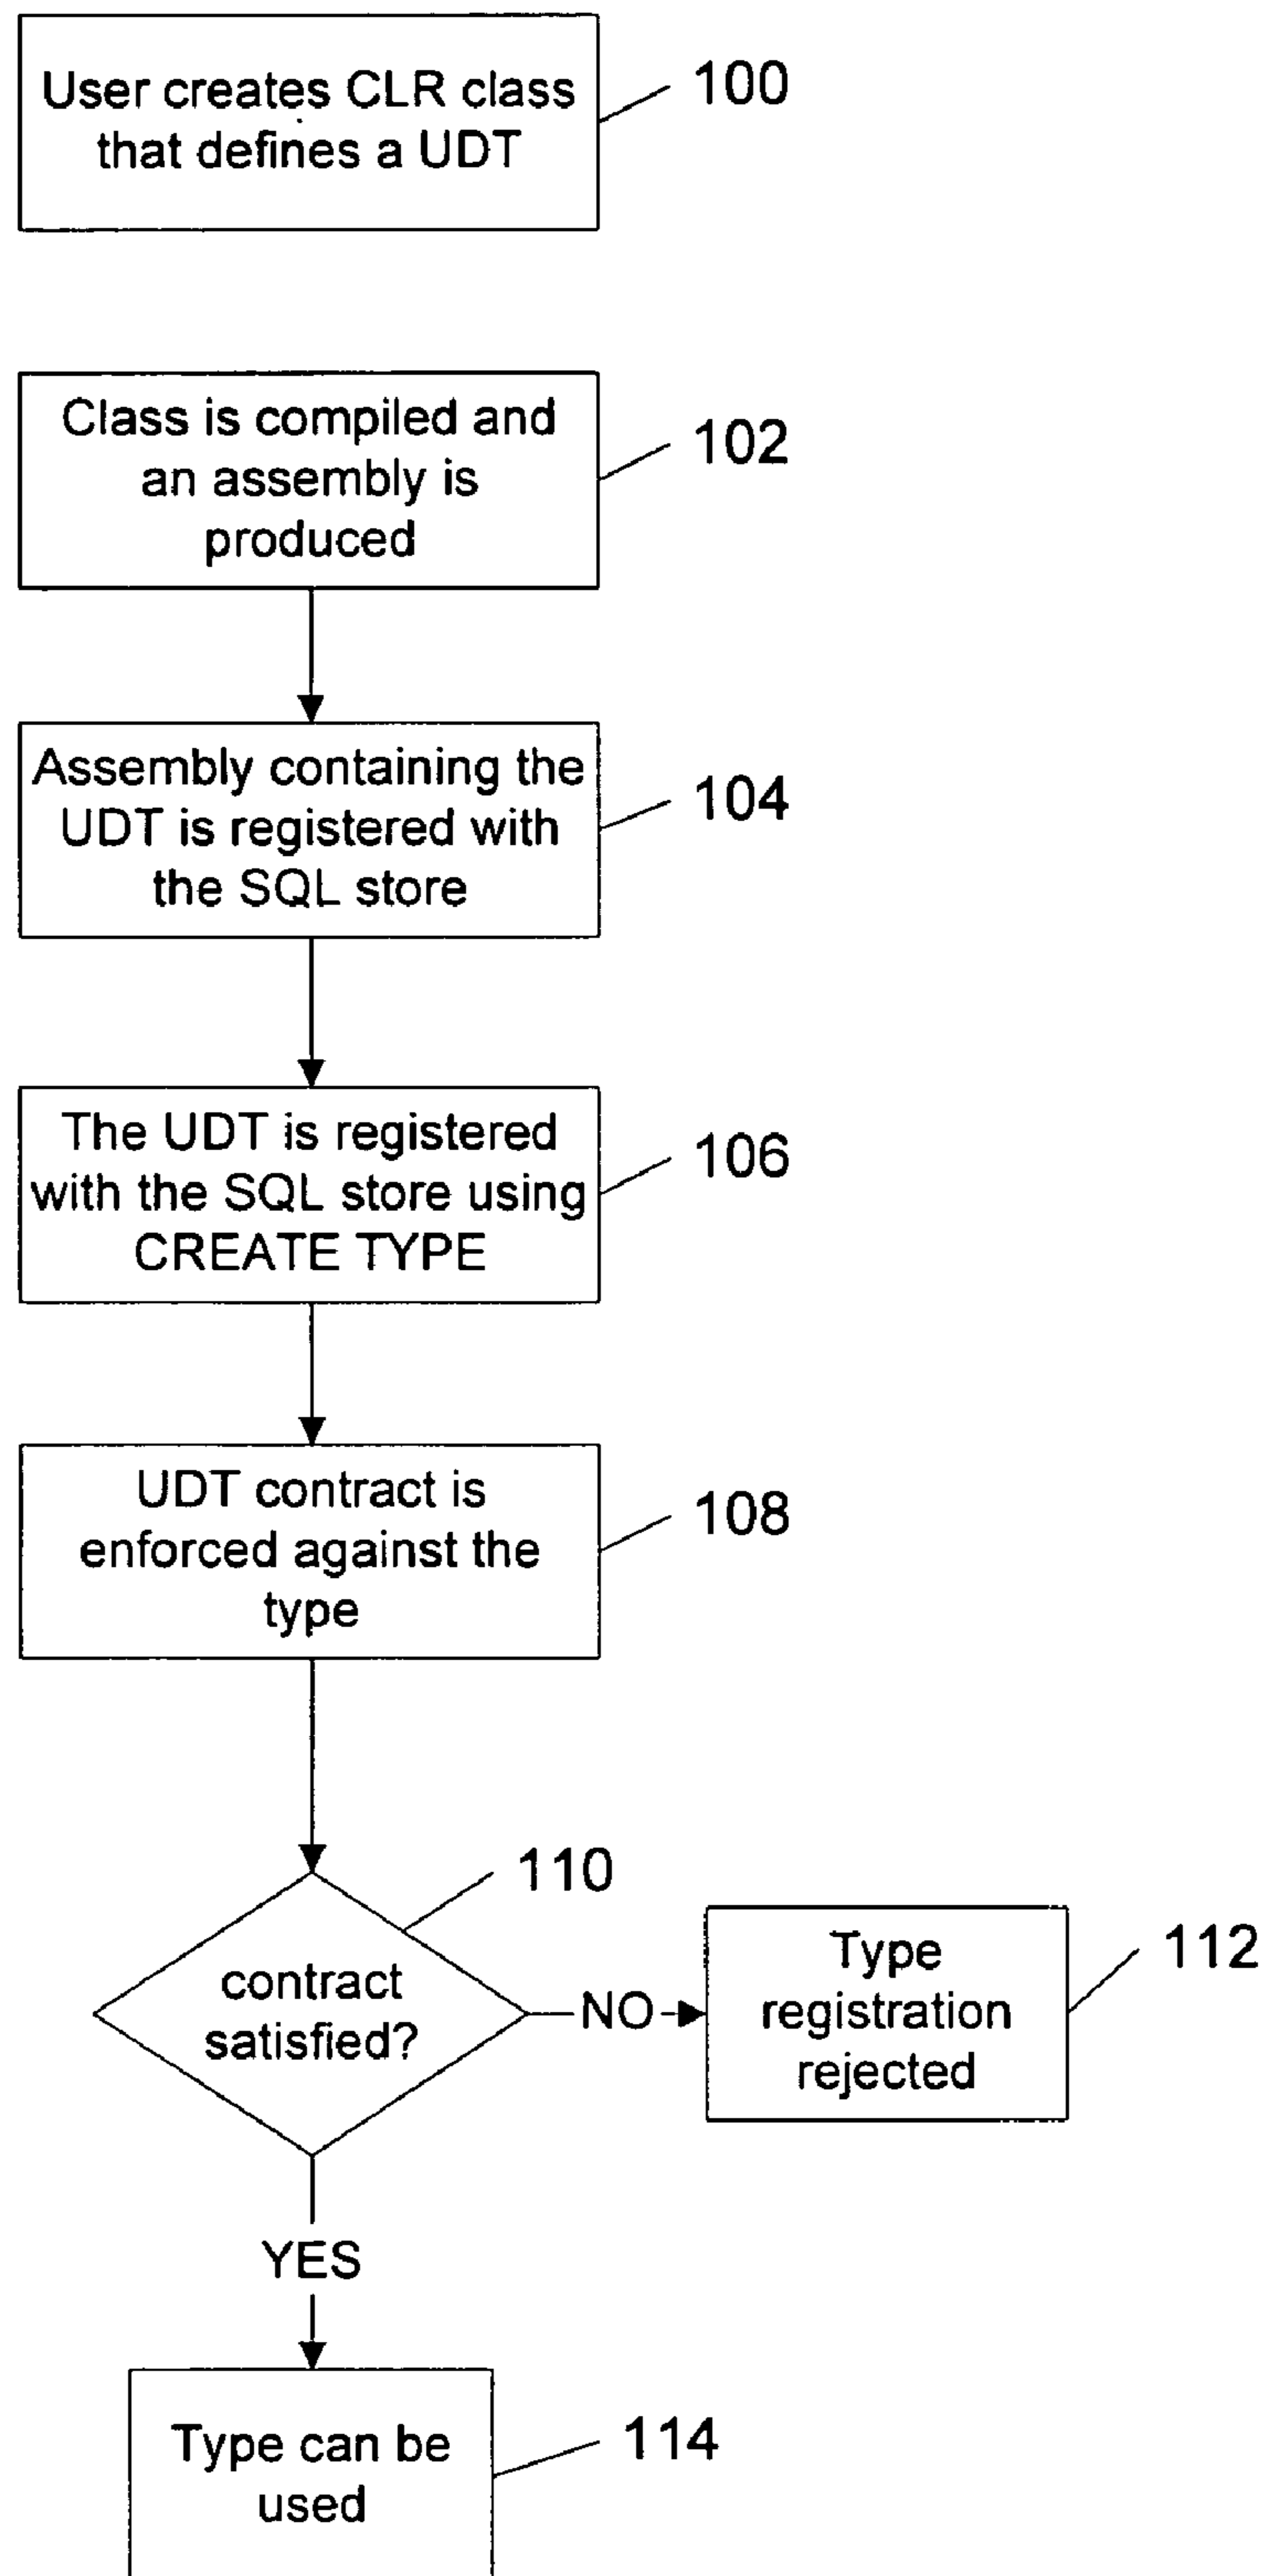 User creates CLR class
that defines a UDT
100
Class is compiled and
an assembly is
produced
102
Assembly containing the
UDT is registered with
the SQL store
104
The UDT is registered
with the SQL store using
CREATE TYPE
106
UDT contract is
enforced against the
type
108
110
contract
satisfied?
NO
Type
registration
rejected
112
YES
Type can be
used
114